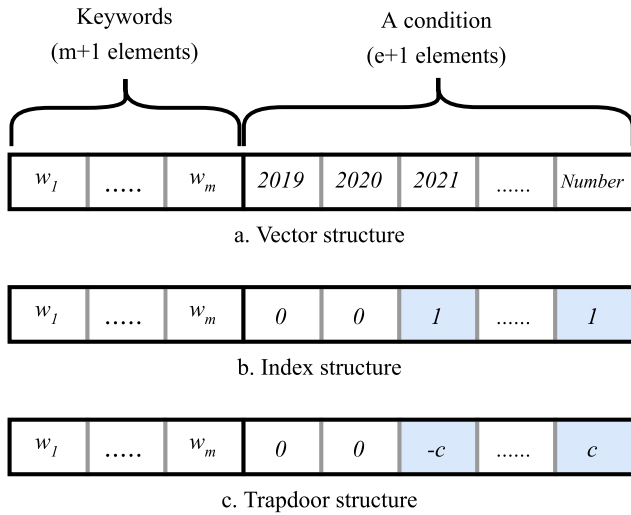 Keywords
(m+1 elements)
A condition
(e+1 elements)
w1 ..... wm 2019 2020 2021 ...... Number
a. Vector structure
w1 ..... wm 0 0 1 ...... 1
b. Index structure
w1 ..... wm 0 0 -c ...... c
c. Trapdoor structure